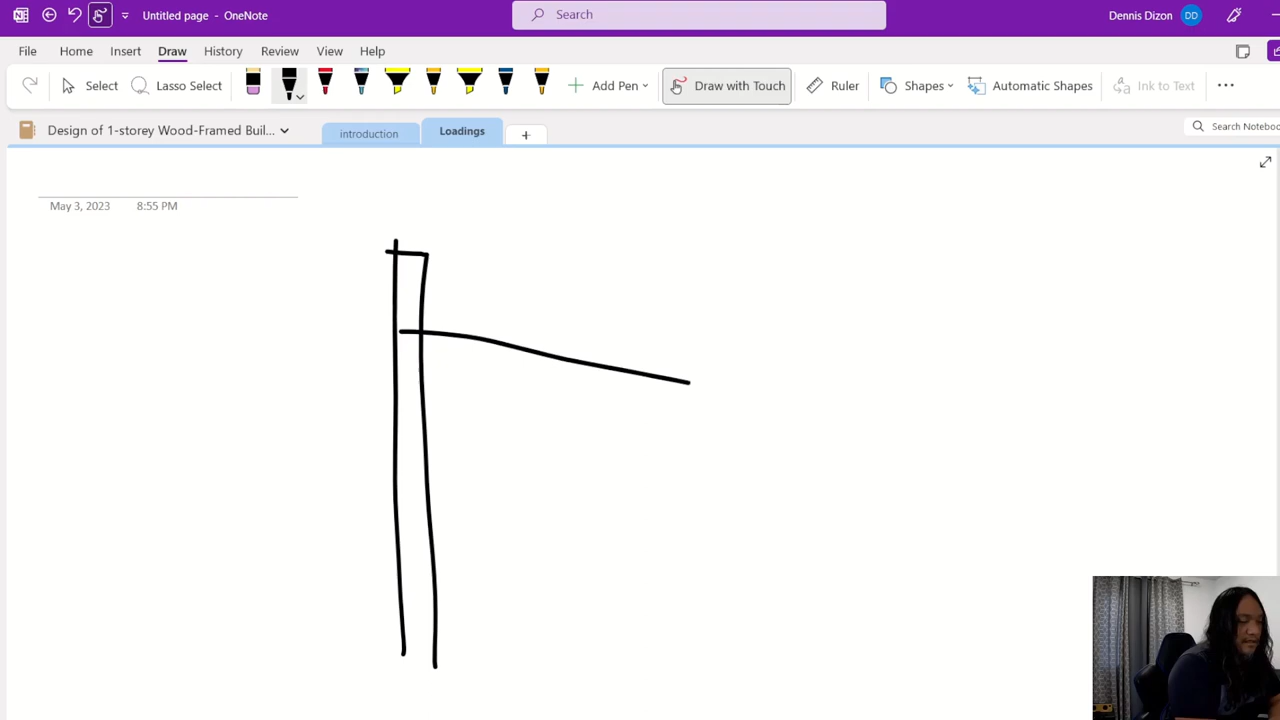 Untitled page - OneNote
Search
Dennis Dizon
DD
File
Home
Insert
Draw
History
Review
View
Help
Select
Lasso Select
Add Pen
Draw with Touch
Ruler
Shapes
Automatic Shapes
Ink to Text
Design of 1-storey Wood-Framed Buil...
introduction
Loadings
Search Noteboo
May 3, 2023
8:55 PM